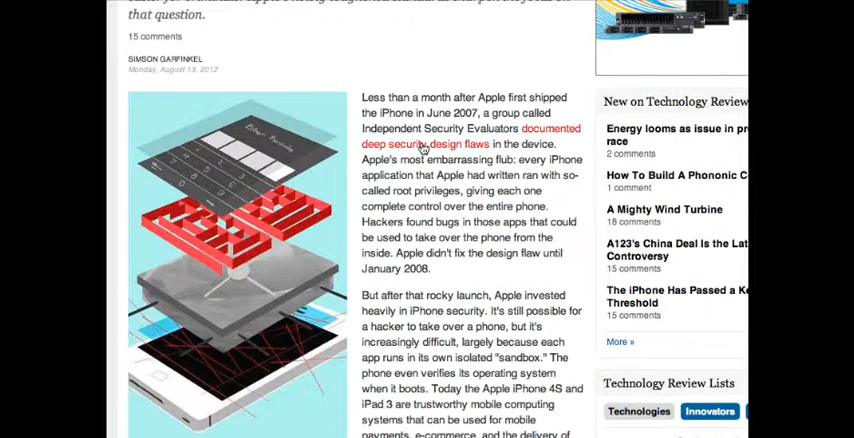 that question.
15 comments
SIMSON GARFINKEL
Monday, August 13, 2012
Enter Passcode
Less than a month after Apple first shipped
the iPhone in June 2007, a group called
Independent Security Evaluators documented
deep security design flaws in the device.
Apple's most embarrassing flub: every iPhone
application that Apple had written ran with so-
called root privileges, giving each one
complete control over the entire phone.
Hackers found bugs in those apps that could
be used to take over the phone from the
inside. Apple didn't fix the design flaw until
January 2008.
But after that rocky launch, Apple invested
heavily in iPhone security. It's still possible for
a hacker to take over a phone, but it's
increasingly difficult, largely because each
app runs in its own isolated "sandbox." The
phone even verifies its operating system
when it boots. Today the Apple iPhone 4S and
iPad 3 are trustworthy mobile computing
systems that can be used for mobile
payments, e-commerce, and the delivery of
New on Technology Review
Energy looms as issue in pr
race
2 comments
How To Build A Phononic C
1 comment
A Mighty Wind Turbine
18 comments
A123's China Deal Is the Lat
Controversy
15 comments
The iPhone Has Passed a K
Threshold
15 comments
More »
Technology Review Lists
Technologies
Innovators